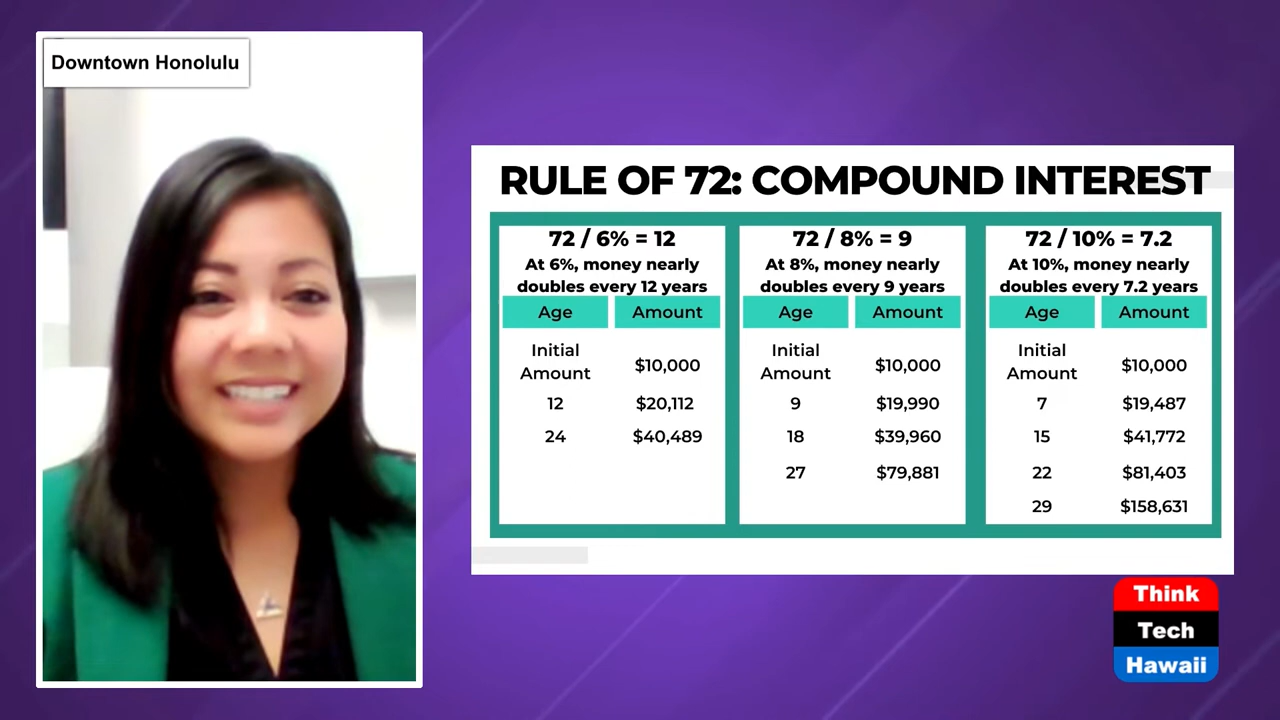 Downtown Honolulu
RULE OF 72: COMPOUND INTEREST
72 / 6% = 12
At 6%, money nearly
doubles every 12 years
Age Amount
Initial
Amount $10,000
12 $20,112
24 $40,489
72 / 8% = 9
At 8%, money nearly
doubles every 9 years
Age Amount
Initial
Amount $10,000
9 $19,990
18 $39,960
27 $79,881
72 / 10% = 7.2
At 10%, money nearly
doubles every 7.2 years
Age Amount
Initial
Amount $10,000
7 $19,487
15 $41,772
22 $81,403
29 $158,631
Think
Tech
Hawaii